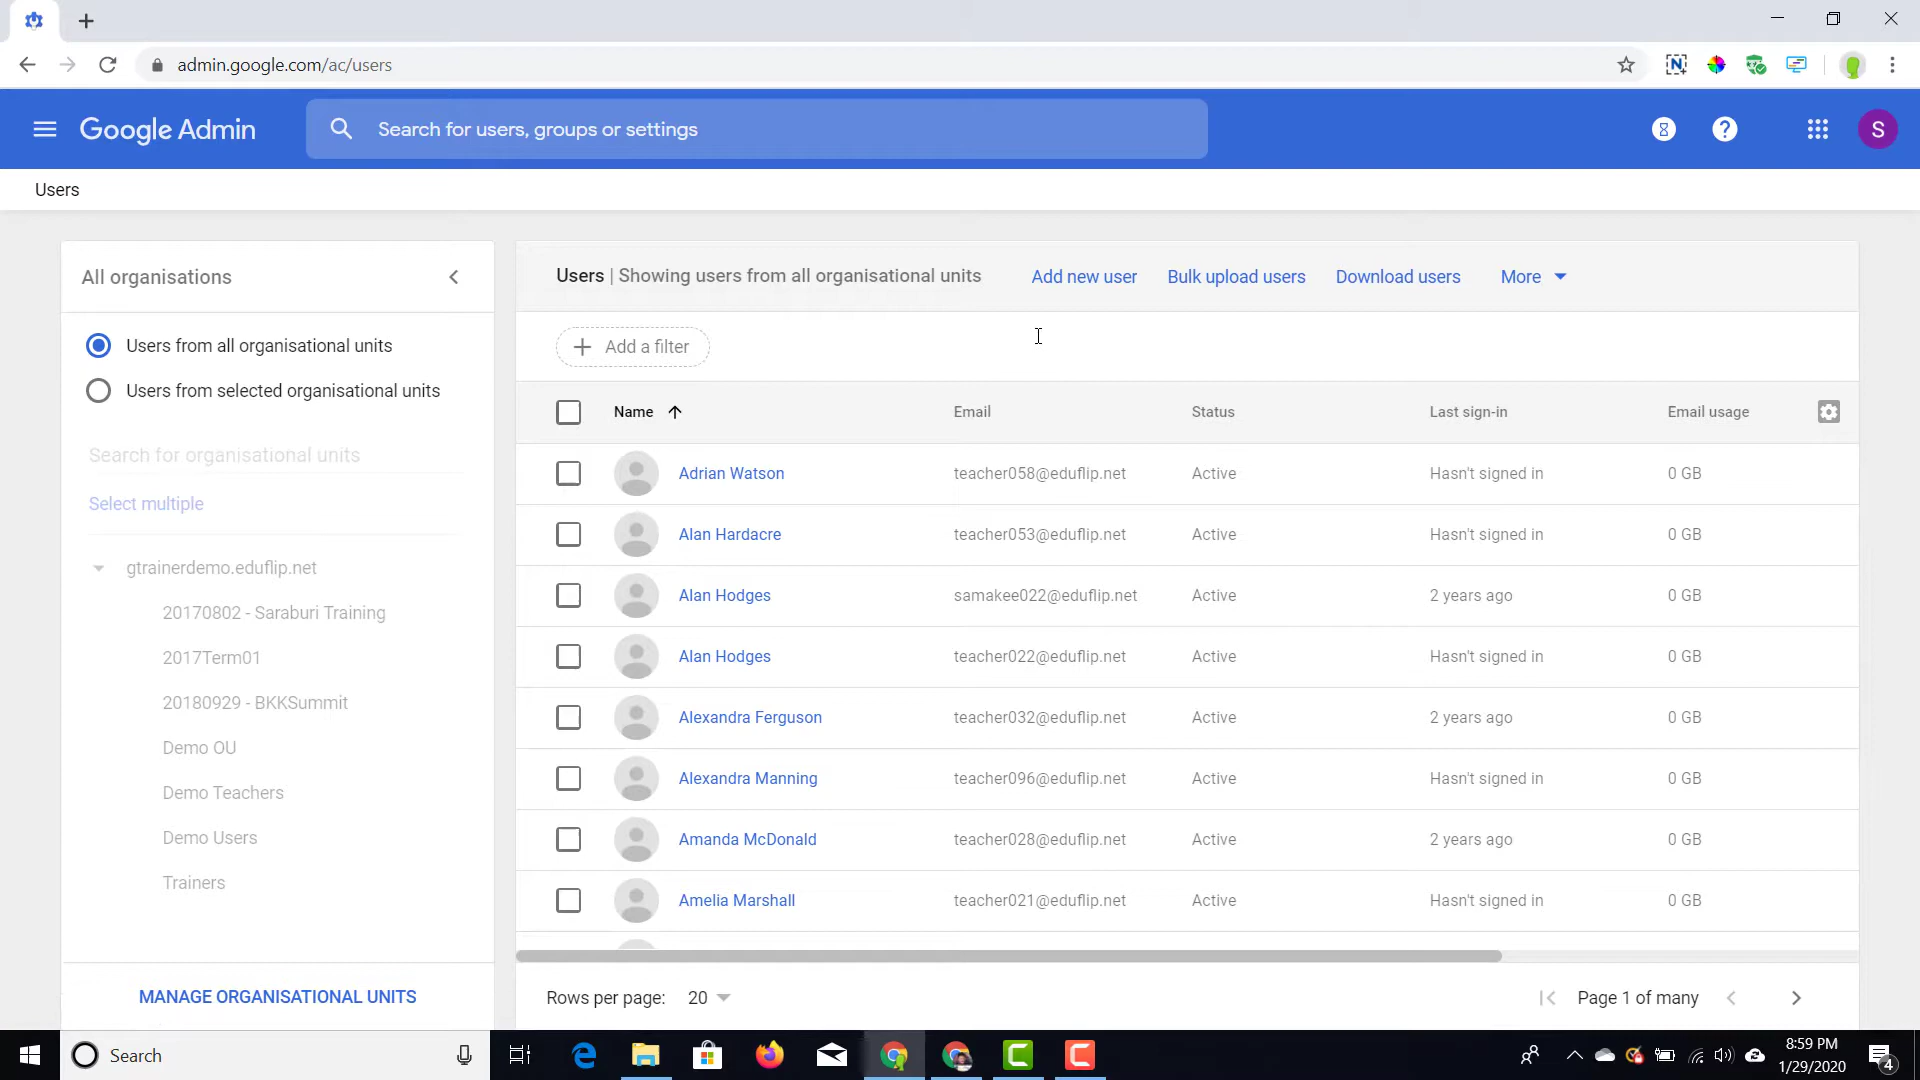 admin.google.com/ac/users
Google Admin
Search for users, groups or settings
S
Users
All organisations
Users from all organisational units
Users from selected organisational units
Search for organisational units
Select multiple
gtrainerdemo.eduflip.net
20170802 - Saraburi Training
2017Term01
20180929 - BKKSummit
Demo OU
Demo Teachers
Demo Users
Trainers
MANAGE ORGANISATIONAL UNITS
Users | Showing users from all organisational units Add new user Bulk upload users Download users More
Add a filter
Name Email Status Last sign-in Email usage
Adrian Watson teacher058@eduflip.net Active Hasn't signed in 0 GB
Alan Hardacre teacher053@eduflip.net Active Hasn't signed in 0 GB
Alan Hodges samakee022@eduflip.net Active 2 years ago 0 GB
Alan Hodges teacher022@eduflip.net Active Hasn't signed in 0 GB
Alexandra Ferguson teacher032@eduflip.net Active 2 years ago 0 GB
Alexandra Manning teacher096@eduflip.net Active Hasn't signed in 0 GB
Amanda McDonald teacher028@eduflip.net Active 2 years ago 0 GB
Amelia Marshall teacher021@eduflip.net Active Hasn't signed in 0 GB
Rows per page: 20 Page 1 of many
Search
8:59 PM
1/29/2020
4